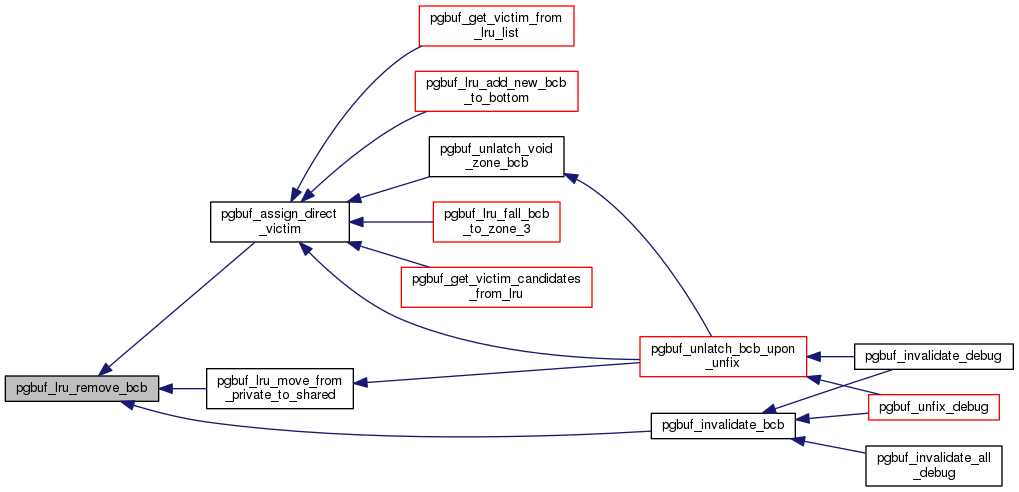 pgbuf_get_victim_from
_lru_list
pgbuf_lru_add_new_bcb
_to_bottom
pgbuf_unlatch_void
_zone_bcb
pgbuf_assign_direct
_victim
pgbuf_lru_fall_bcb
_to_zone_3
pgbuf_get_victim_candidates
_from_lru
pgbuf_unlatch_bcb_upon
_unfix
pgbuf_invalidate_debug
pgbuf_lru_remove_bcb
pgbuf_lru_move_from
_private_to_shared
pgbuf_unfix_debug
pgbuf_invalidate_bcb
pgbuf_invalidate_all
_debug